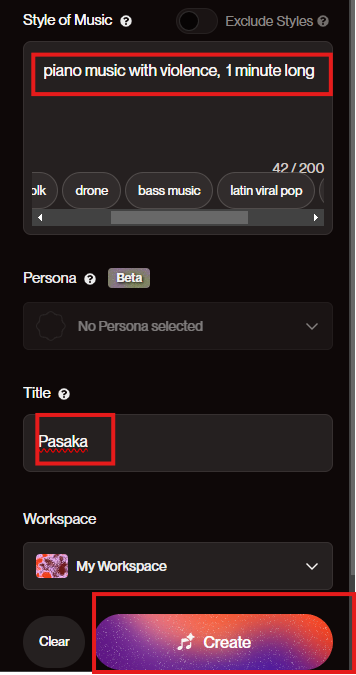 Style of Music Exclude Styles
piano music with violence, 1 minute long
42 / 200
olk drone bass music latin viral pop
Persona Beta
No Persona selected
Title
Pasaka
Workspace
My Workspace
Clear Create